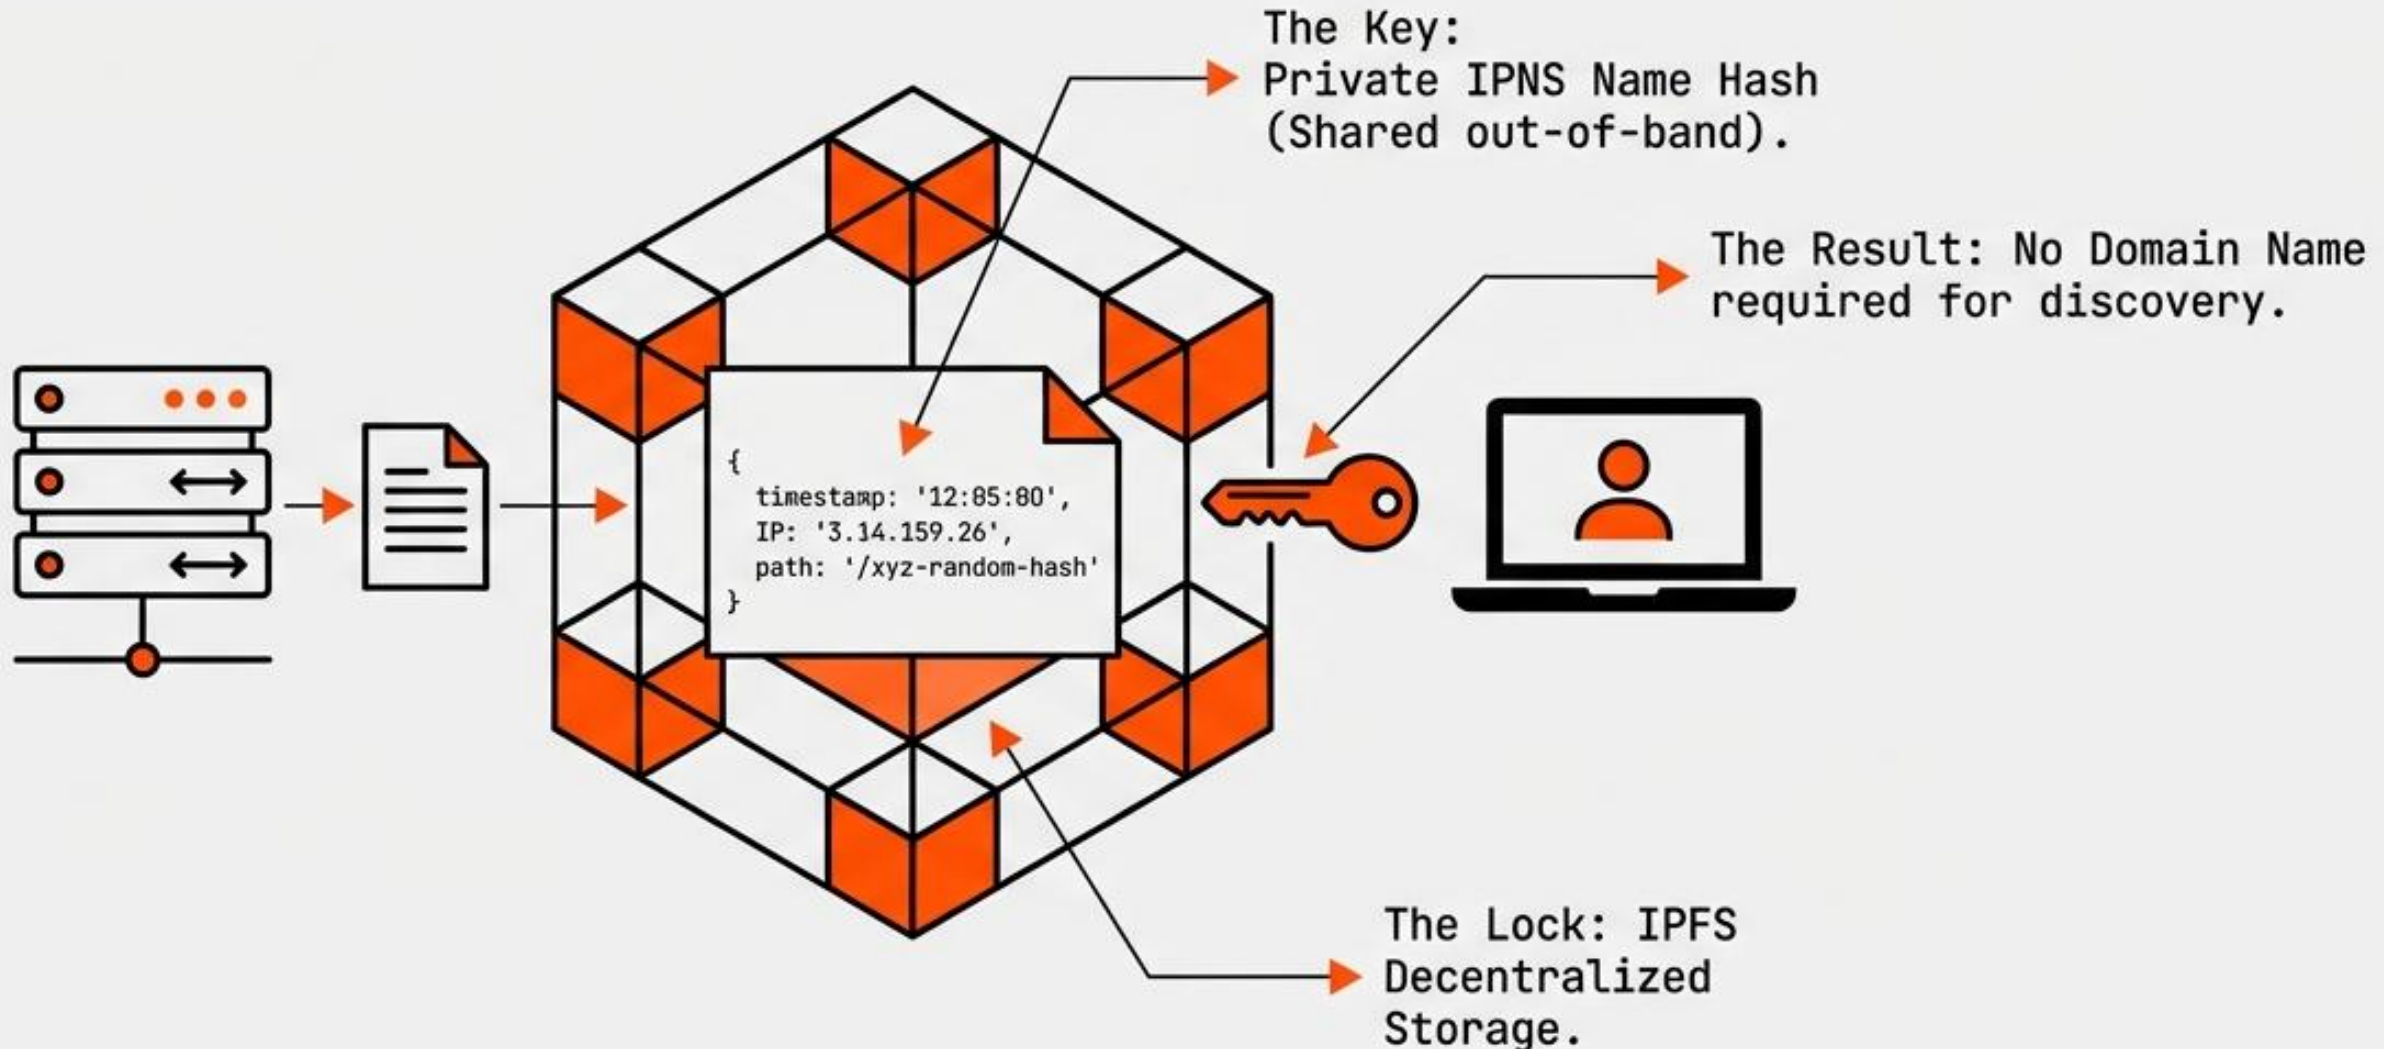 The Key:
Private IPNS Name Hash
(Shared out-of-band).
The Result: No Domain Name
required for discovery.
{
timestamp: '12:85:80',
IP: '3.14.159.26',
path: '/xyz-random-hash'
}
The Lock: IPFS
Decentralized
Storage.